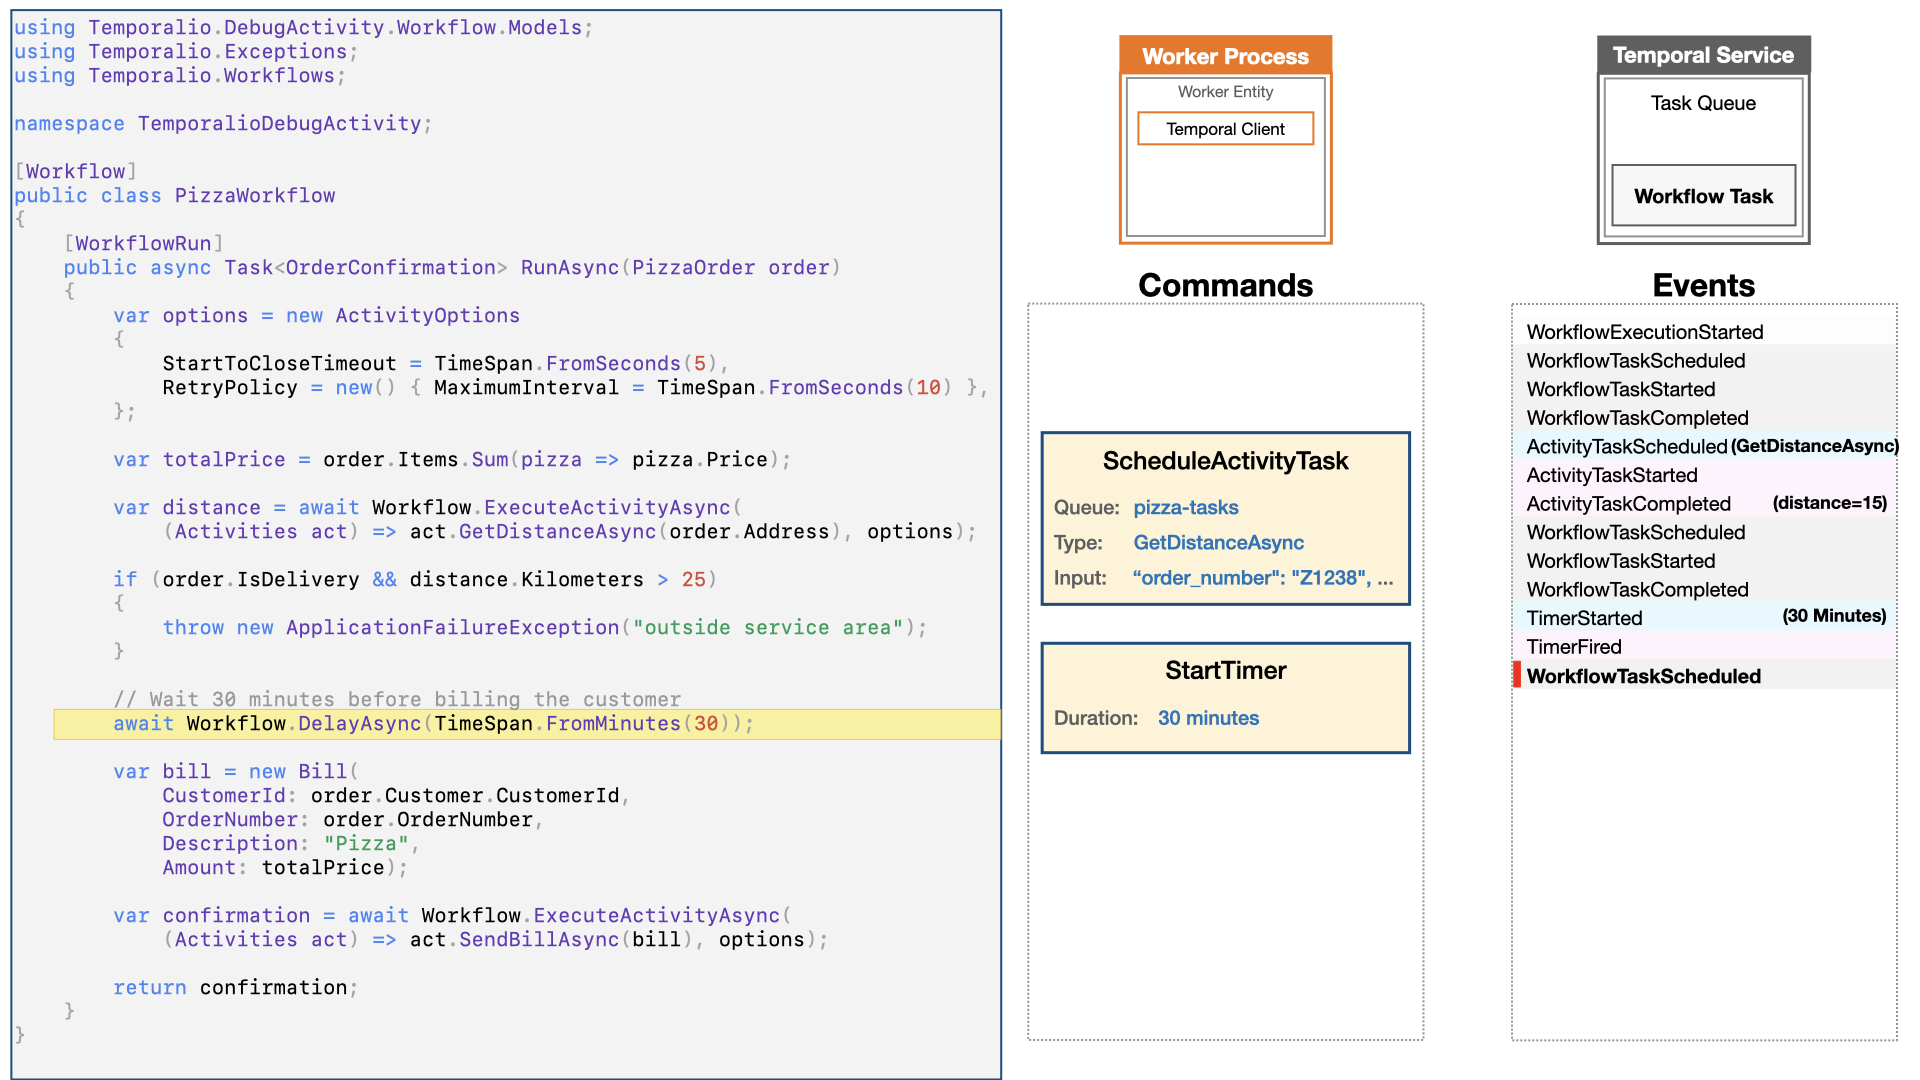 using Temporalio.DebugActivity.Workflow.Models;
using Temporalio.Exceptions;
using Temporalio.Workflows;
namespace TemporalioDebugActivity;
[Workflow]
public class PizzaWorkflow
{
[WorkflowRun]
public async Task<OrderConfirmation> RunAsync(PizzaOrder order)
{
var options = new ActivityOptions
{
StartToCloseTimeout = TimeSpan.FromSeconds(5),
RetryPolicy = new() { MaximumInterval = TimeSpan.FromSeconds(10) },
};
var totalPrice = order.Items.Sum(pizza => pizza.Price);
var distance = await Workflow.ExecuteActivityAsync(
(Activities act) => act.GetDistanceAsync(order.Address), options);
if (order.IsDelivery && distance.Kilometers > 25)
{
throw new ApplicationFailureException("outside service area");
}
// Wait 30 minutes before billing the customer
await Workflow.DelayAsync(TimeSpan.FromMinutes(30));
var bill = new Bill(
CustomerId: order.Customer.CustomerId,
OrderNumber: order.OrderNumber,
Description: "Pizza",
Amount: totalPrice);
var confirmation = await Workflow.ExecuteActivityAsync(
(Activities act) => act.SendBillAsync(bill), options);
return confirmation;
}
}
Worker Process
Worker Entity
Temporal Client
Commands
ScheduleActivityTask
Queue: pizza-tasks
Type: GetDistanceAsync
Input: “order_number": "Z1238", ...
StartTimer
Duration: 30 minutes
Temporal Service
Task Queue
Workflow Task
Events
WorkflowExecutionStarted
WorkflowTaskScheduled
WorkflowTaskStarted
WorkflowTaskCompleted
ActivityTaskScheduled (GetDistanceAsync)
ActivityTaskStarted
ActivityTaskCompleted (distance=15)
WorkflowTaskScheduled
WorkflowTaskStarted
WorkflowTaskCompleted
TimerStarted (30 Minutes)
TimerFired
WorkflowTaskScheduled